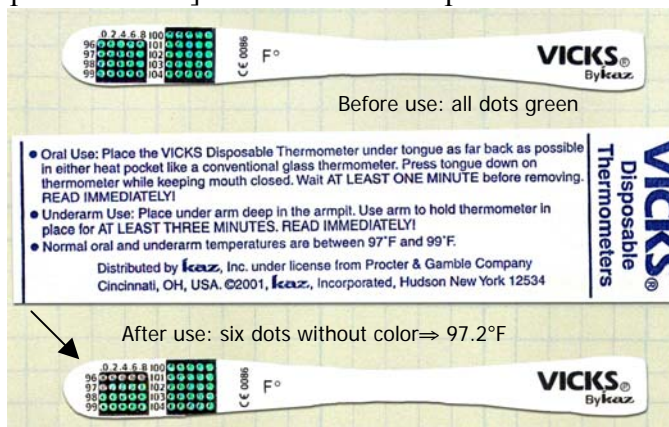 .0 .2 .4 .6 .8 100
96 101
97 102
98 103
99 104
CE 0086
F°
VICKS®
By kaz
Before use: all dots green
• Oral Use: Place the VICKS Disposable Thermometer under tongue as far back as possible
in either heat pocket like a conventional glass thermometer. Press tongue down on
thermometer while keeping mouth closed. Wait AT LEAST ONE MINUTE before removing.
READ IMMEDIATELY!
• Underarm Use: Place under arm deep in the armpit. Use arm to hold thermometer in
place for AT LEAST THREE MINUTES. READ IMMEDIATELY!
• Normal oral and underarm temperatures are between 97°F and 99°F.
Distributed by kaz, Inc. under license from Procter & Gamble Company
Cincinnati, OH, USA. ©2001, kaz, Incorporated, Hudson New York 12534
VICKS®
Disposable
Thermometers
After use: six dots without color⇒ 97.2°F
.0 .2 .4 .6 .8 100
96 101
97 102
98 103
99 104
CE 0086
F°
VICKS®
By kaz